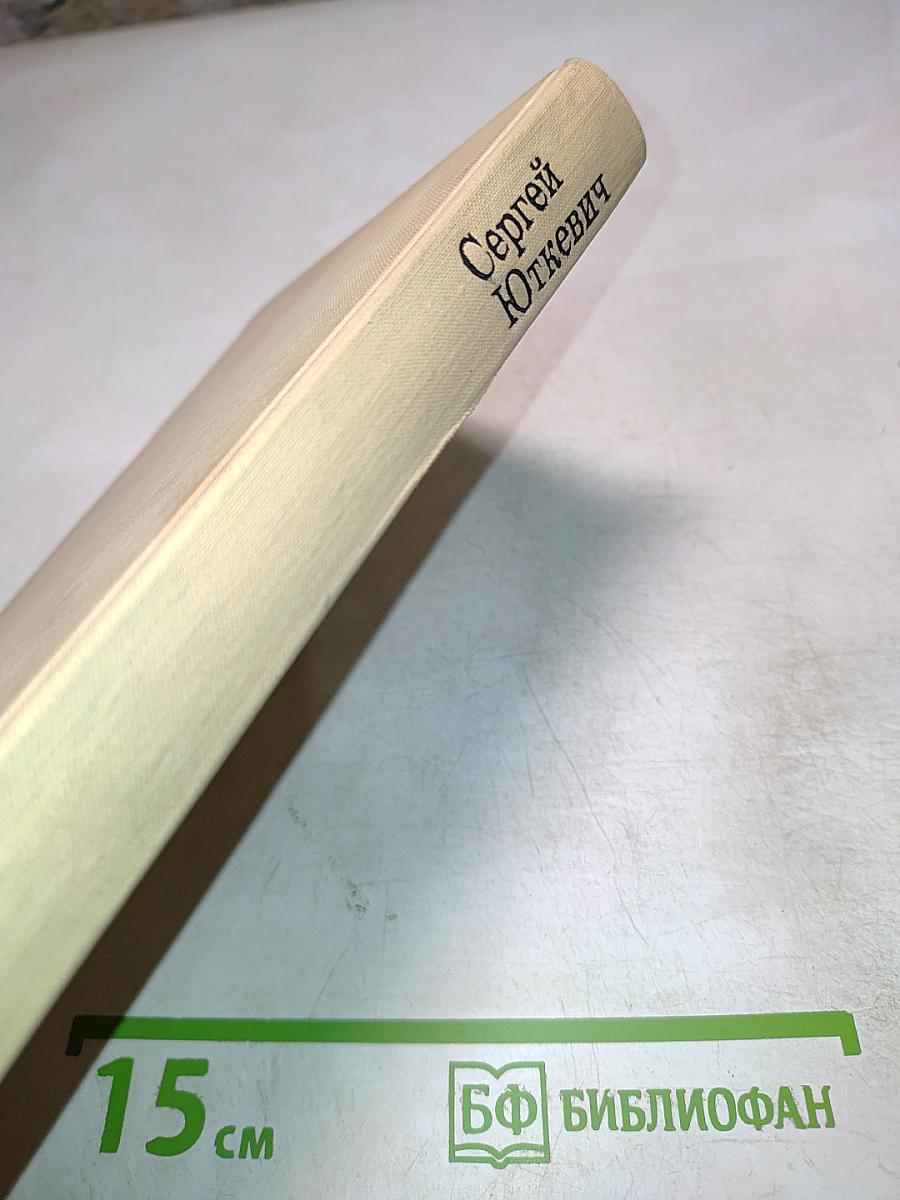 Сергей
Юткевич
15 см
БФ БИБЛИОФАН